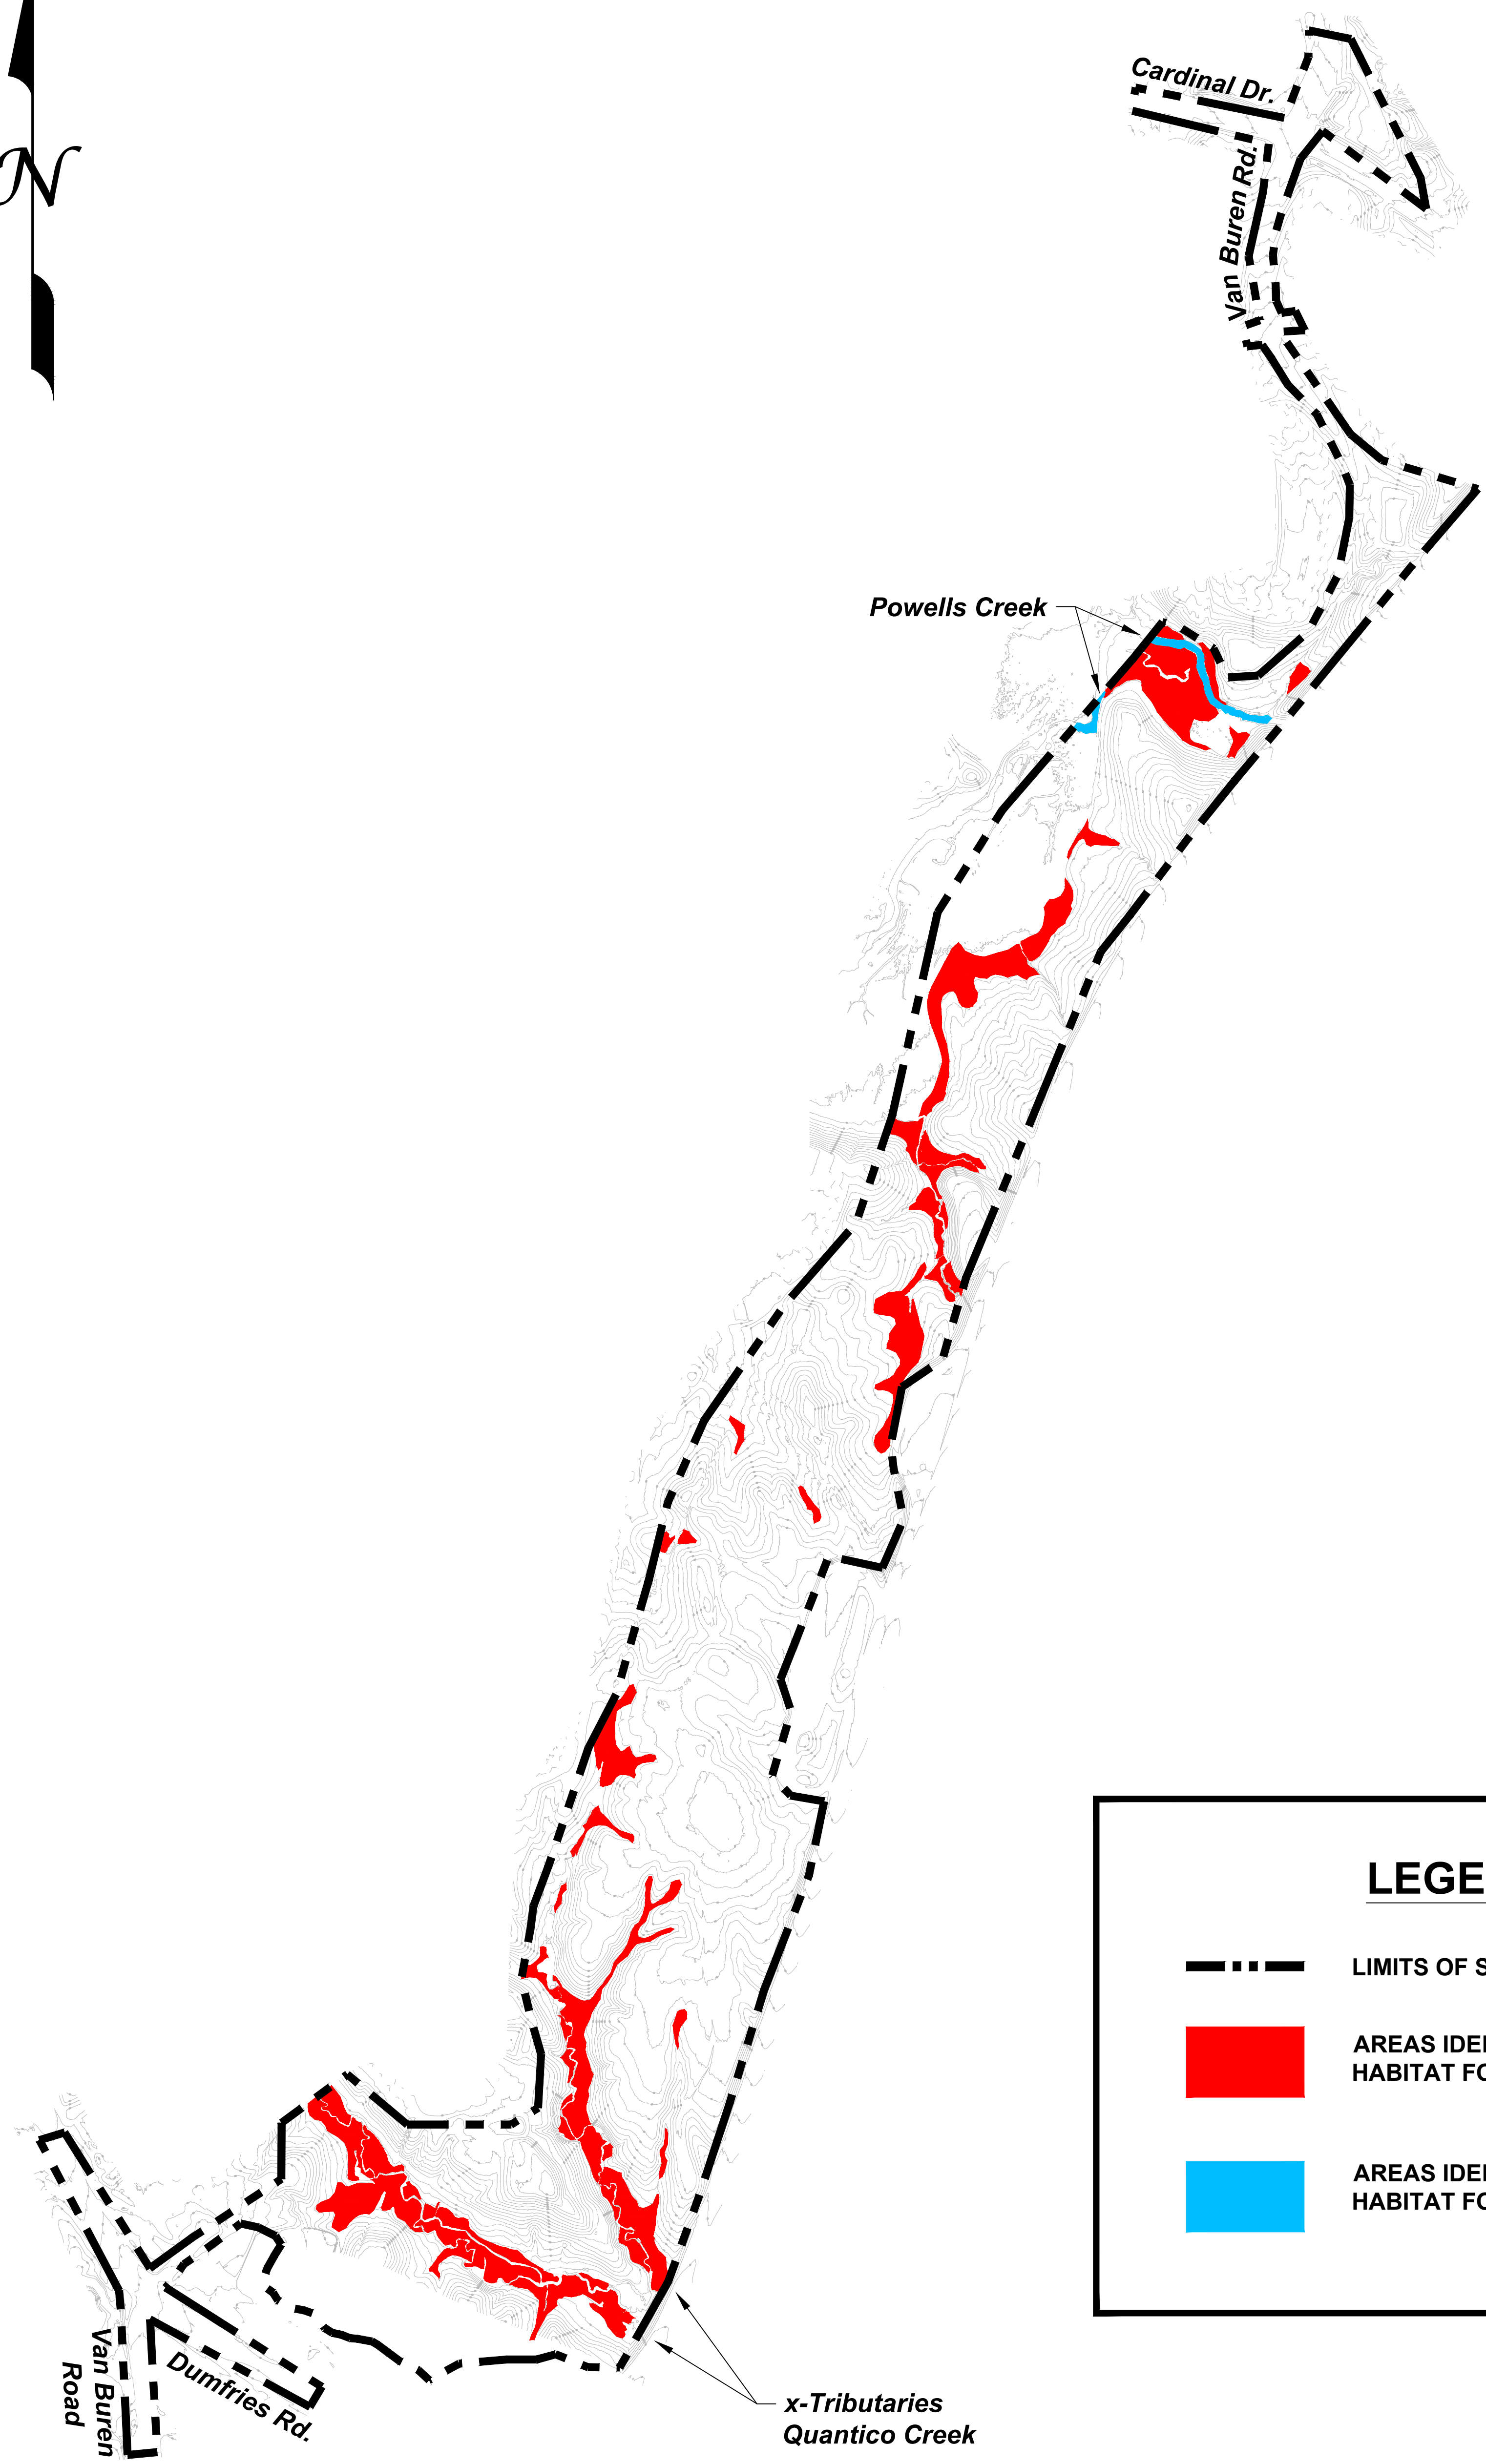 N
Cardinal Dr.
Van Buren Rd.
Powells Creek
LEGE
LIMITS OF S
AREAS IDE
HABITAT FO
AREAS IDE
HABITAT FO
Van Buren
Road
Dumfries Rd.
x-Tributaries
Quantico Creek